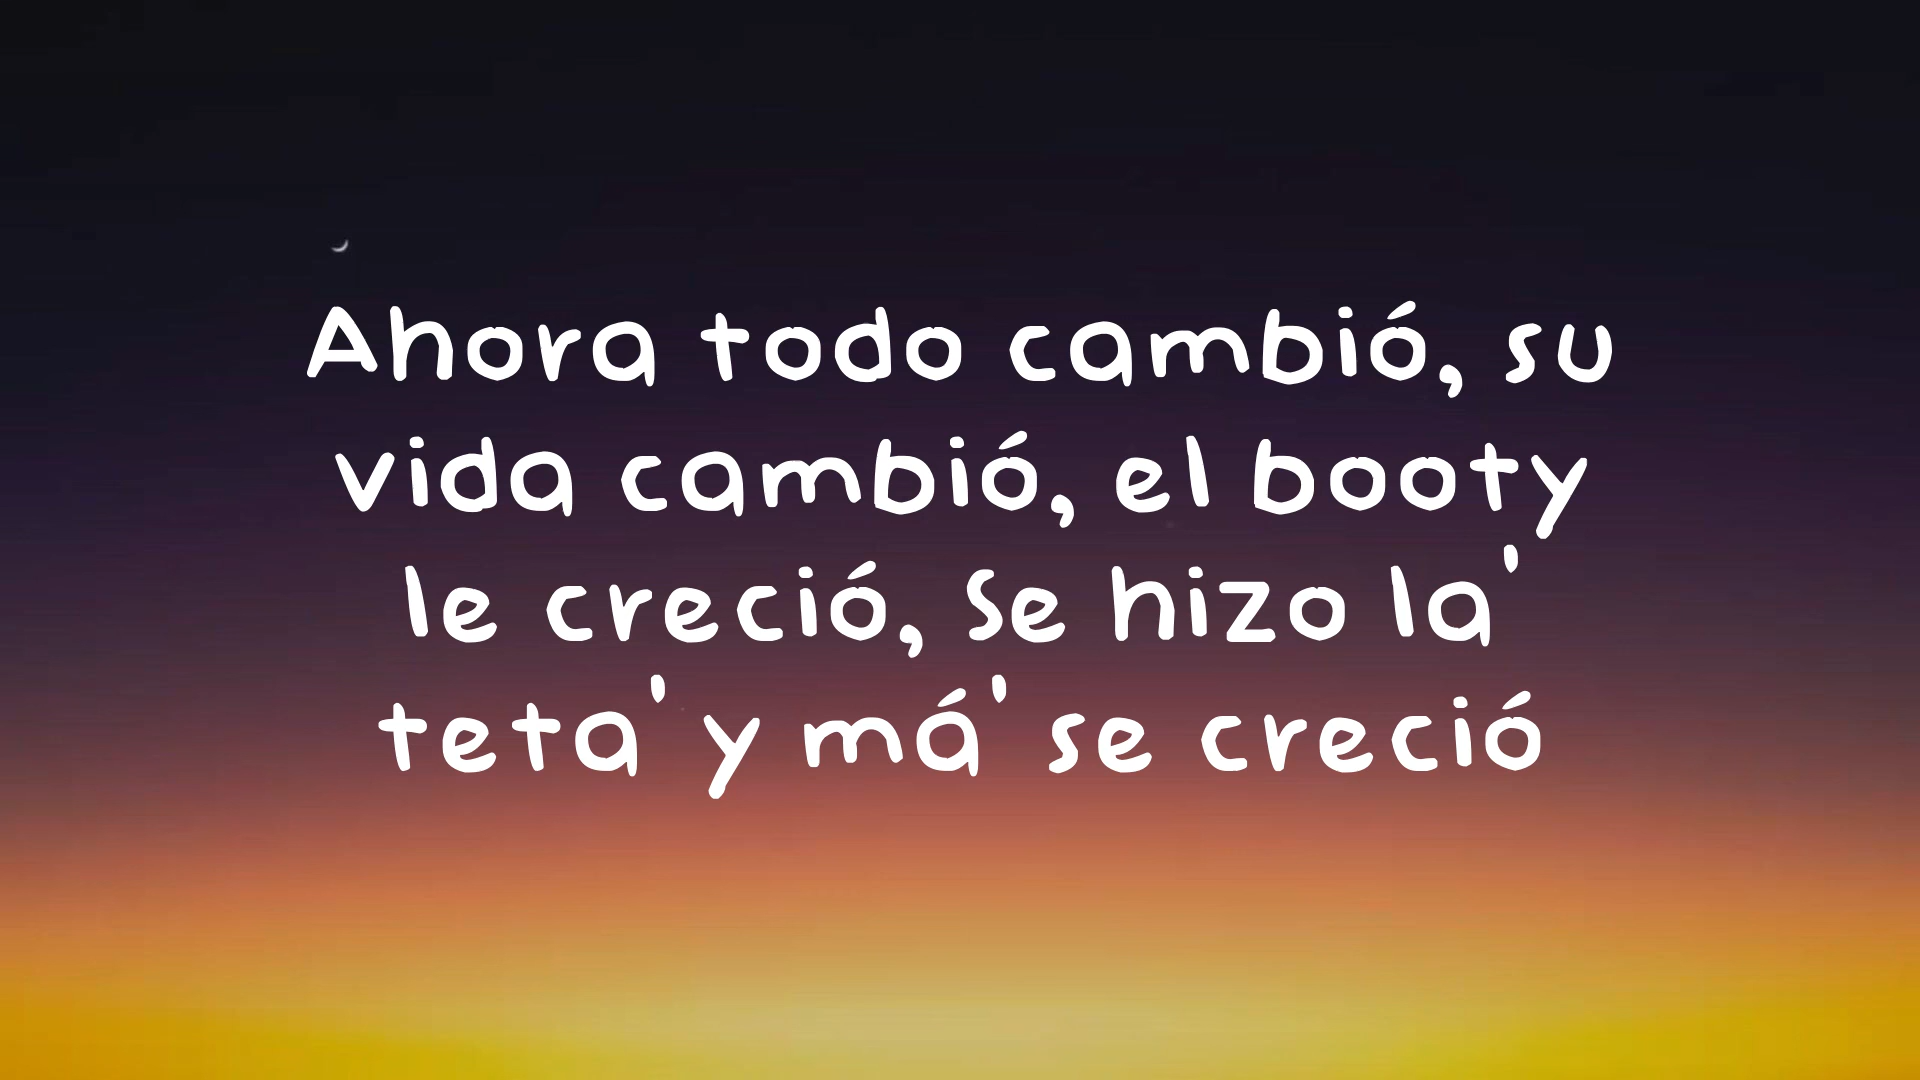 Ahora todo cambió, su
vida cambió, el booty
le creció, Se hizo la'
teta' y má' se creció